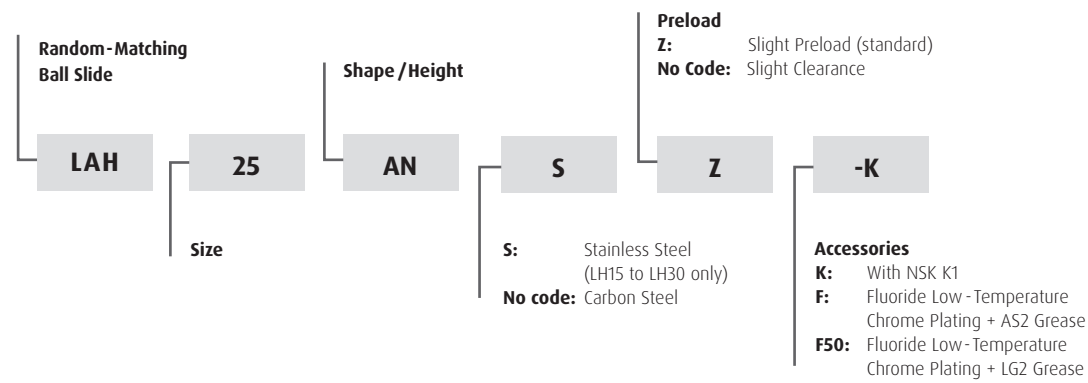 Random-Matching
Ball Slide
Shape / Height
Preload
Z: Slight Preload (standard)
No Code: Slight Clearance
LAH
25
AN
S
Z
-K
Size
S: Stainless Steel
(LH15 to LH30 only)
No code: Carbon Steel
Accessories
K: With NSK K1
F: Fluoride Low-Temperature
Chrome Plating + AS2 Grease
F50: Fluoride Low-Temperature
Chrome Plating + LG2 Grease